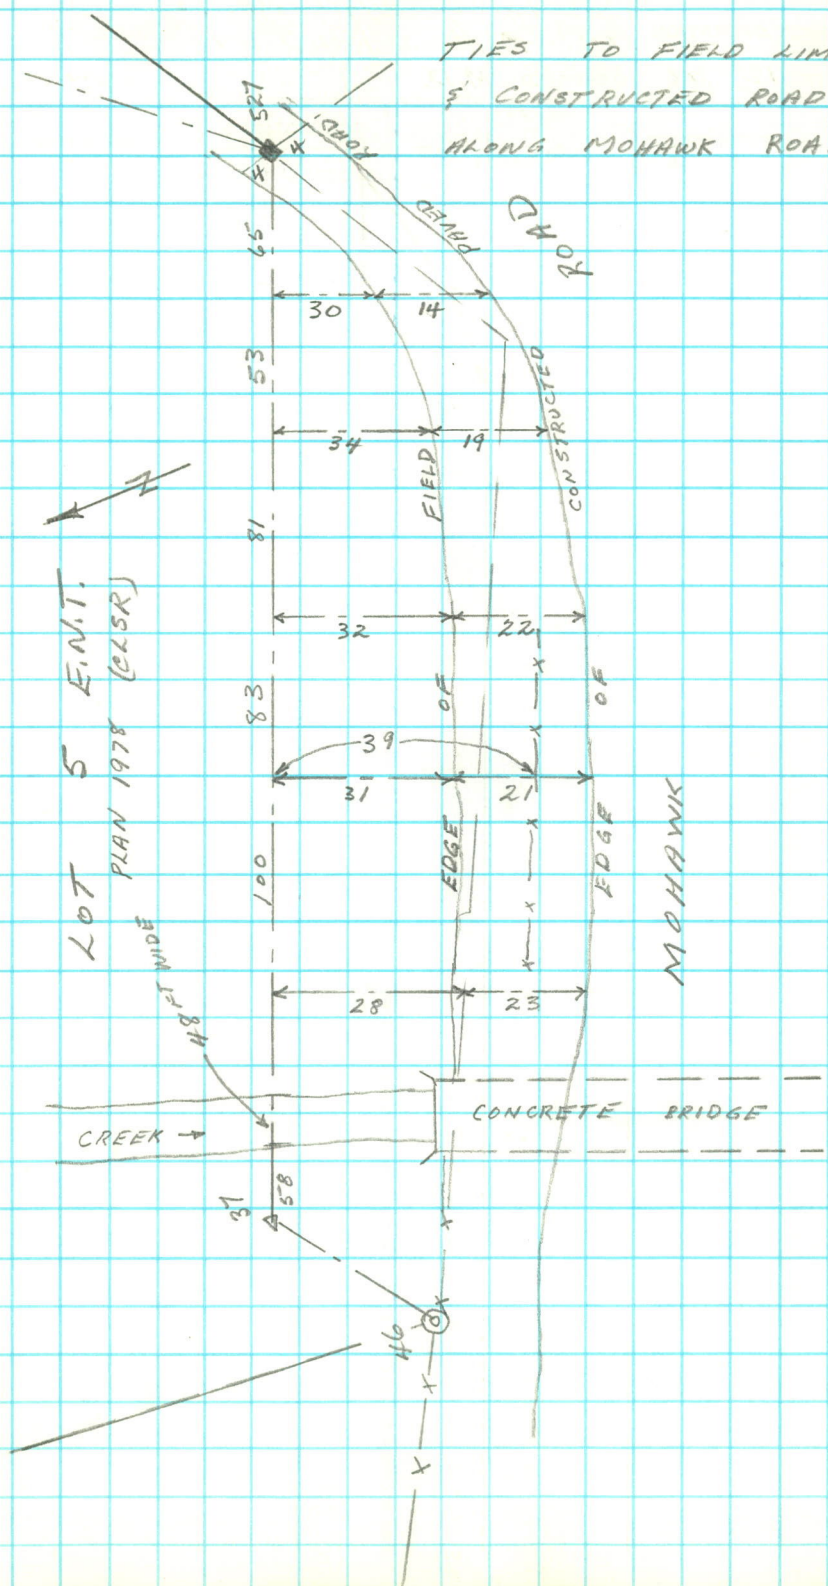 TIES TO FIELD LIM
& CONSTRUCTED ROAD
ALONG MOHAWK ROA
527
4
4
ROAD
PAVED
ROAD
65
30
14
53
34
19
CONSTRUCTED
FIELD
N
81
LOT 5 E.N.T.
PLAN 1978 (CLSR)
32
22
83
OF
OF
39
31
21
100
EDGE
EDGE
MOHAWK
48 FT WIDE
28
23
CREEK →
CONCRETE BRIDGE
37
58
46